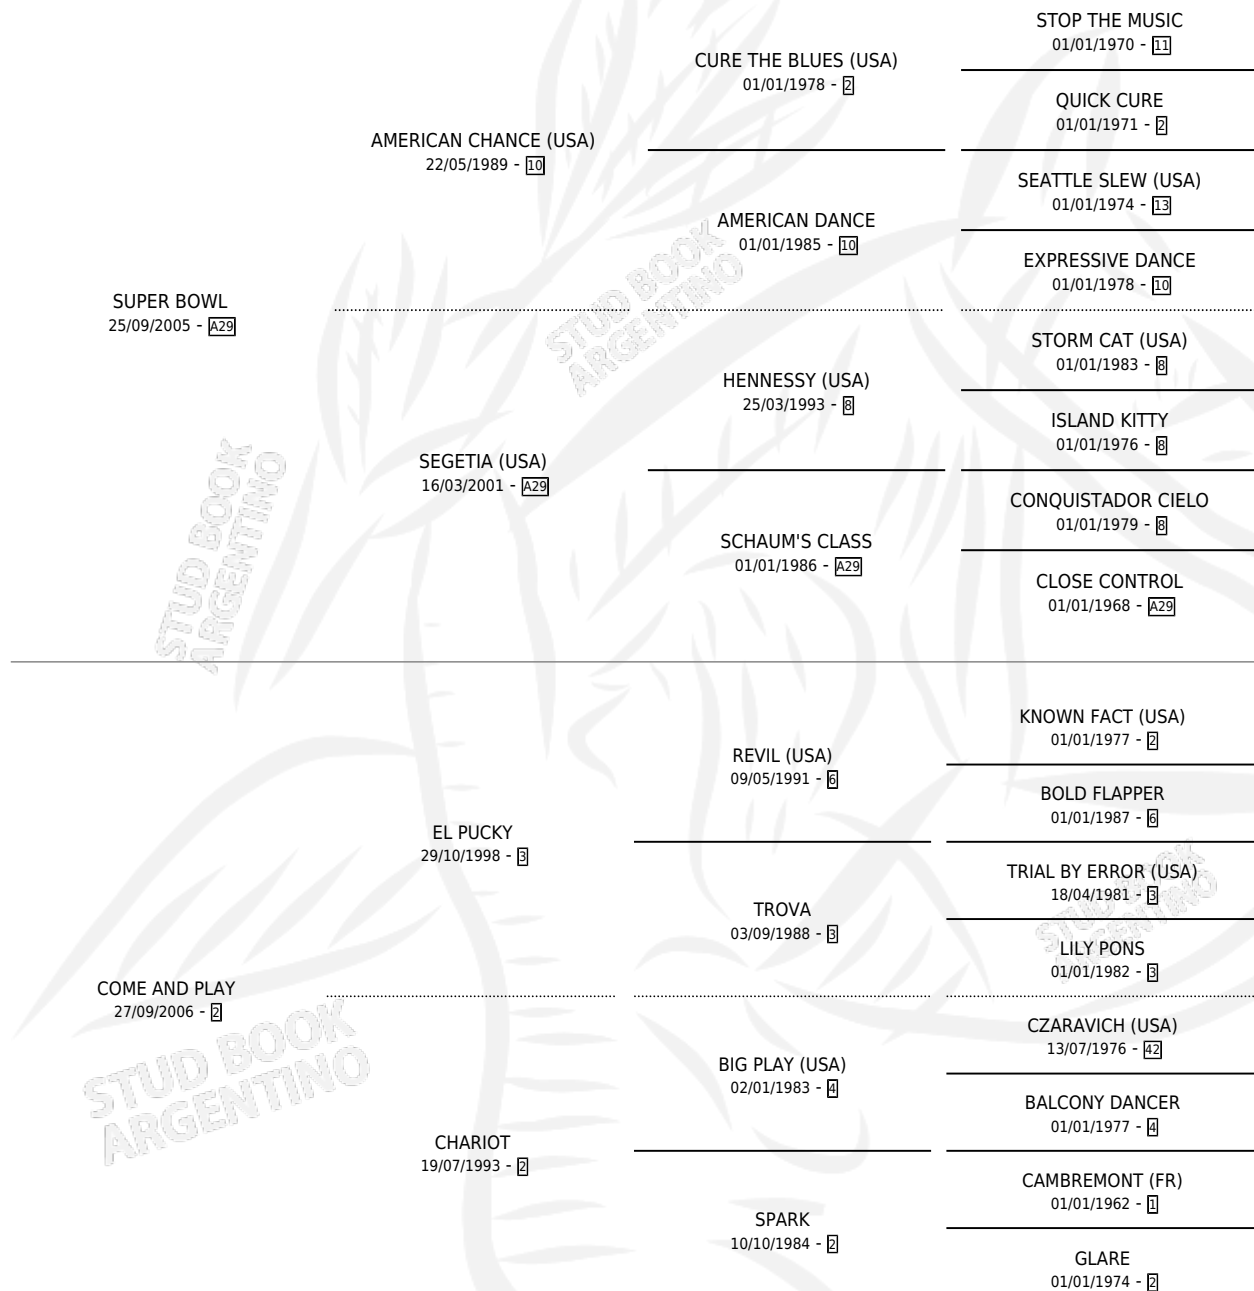 SUPER BOWL
25/09/2005 - A29
AMERICAN CHANCE (USA)
22/05/1989 - 10
SEGETIA (USA)
16/03/2001 - A29
CURE THE BLUES (USA)
01/01/1978 - 2
AMERICAN DANCE
01/01/1985 - 10
HENNESSY (USA)
25/03/1993 - 8
SCHAUM'S CLASS
01/01/1986 - A29
STOP THE MUSIC
01/01/1970 - 11
QUICK CURE
01/01/1971 - 2
SEATTLE SLEW (USA)
01/01/1974 - 13
EXPRESSIVE DANCE
01/01/1978 - 10
STORM CAT (USA)
01/01/1983 - 8
ISLAND KITTY
01/01/1976 - 8
CONQUISTADOR CIELO
01/01/1979 - 8
CLOSE CONTROL
01/01/1968 - A29
STUD BOOK
ARGENTINO
STUD BOOK
ARGENTINO
COME AND PLAY
27/09/2006 - 2
EL PUCKY
29/10/1998 - 3
CHARIOT
19/07/1993 - 2
REVIL (USA)
09/05/1991 - 6
TROVA
03/09/1988 - 3
BIG PLAY (USA)
02/01/1983 - 4
SPARK
10/10/1984 - 2
KNOWN FACT (USA)
01/01/1977 - 2
BOLD FLAPPER
01/01/1987 - 6
TRIAL BY ERROR (USA)
18/04/1981 - 3
LILY PONS
01/01/1982 - 3
CZARAVICH (USA)
13/07/1976 - 42
BALCONY DANCER
01/01/1977 - 4
CAMBREMONT (FR)
01/01/1962 - 1
GLARE
01/01/1974 - 2
STUD BOOK
ARGENTINO
STUD BOOK
ARGENTINO